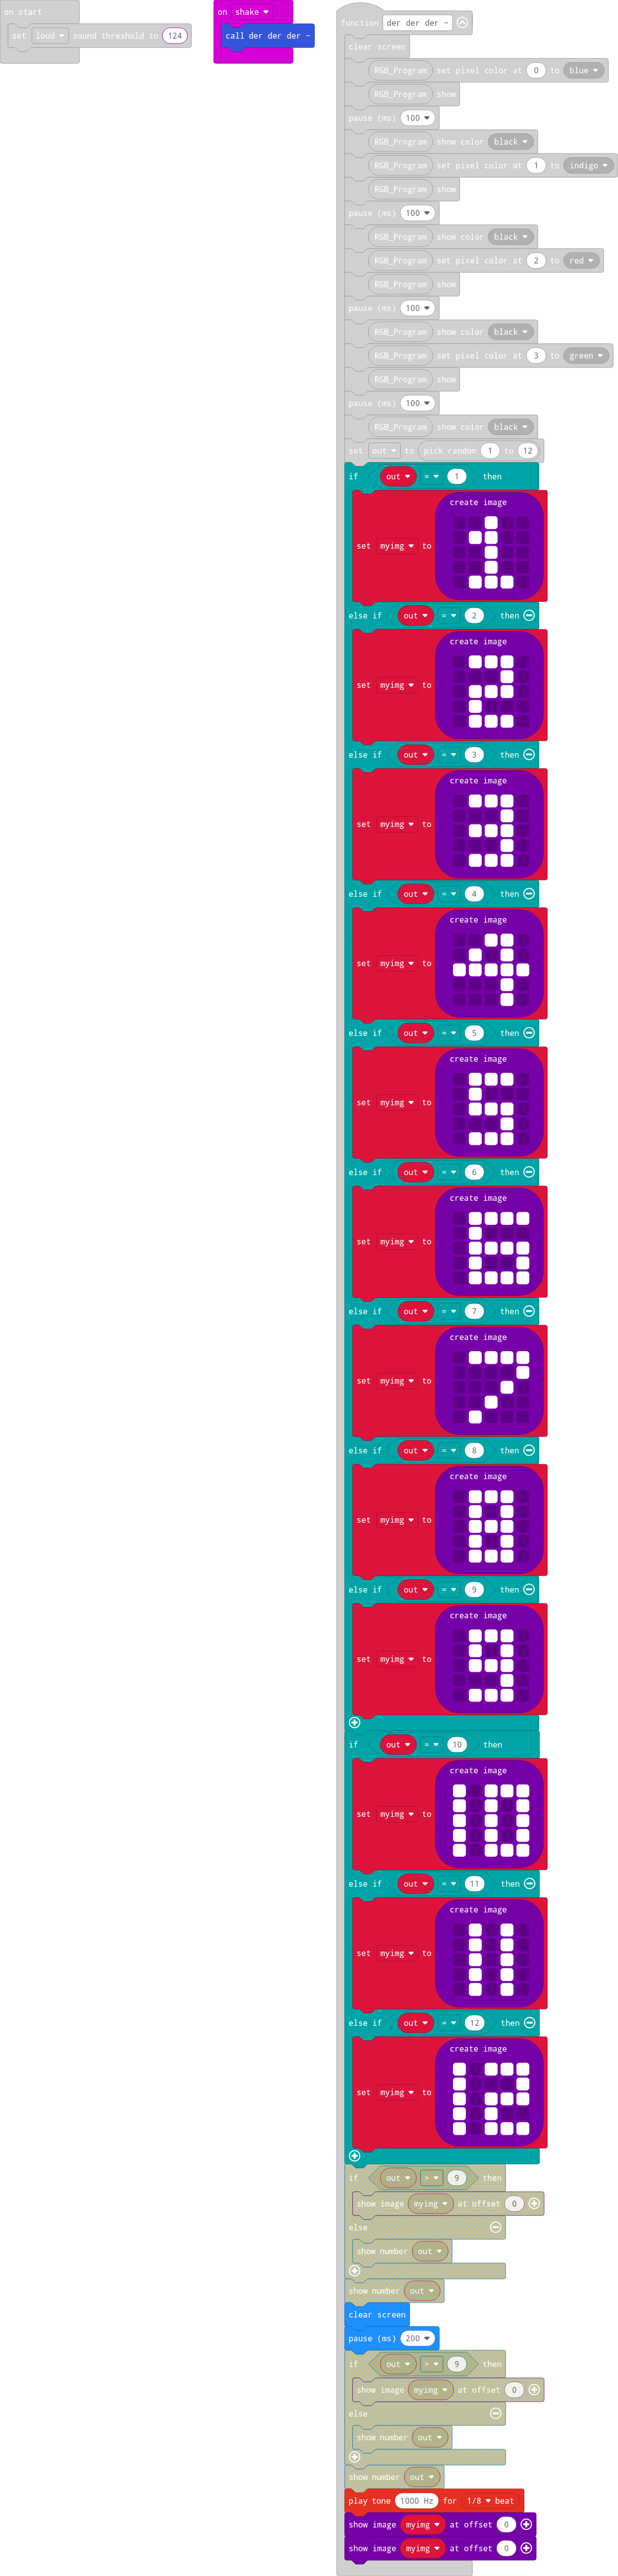 on start
set loud sound threshold to 124
on shake
call der der der ~
function der der der ~
clear screen
RGB_Program set pixel color at 0 to blue
RGB_Program show
pause (ms) 100
RGB_Program show color black
RGB_Program set pixel color at 1 to indigo
RGB_Program show
pause (ms) 100
RGB_Program show color black
RGB_Program set pixel color at 2 to red
RGB_Program show
pause (ms) 100
RGB_Program show color black
RGB_Program set pixel color at 3 to green
RGB_Program show
pause (ms) 100
RGB_Program show color black
set out to pick random 1 to 12
if out = 1 then
create image
set myimg to
else if out = 2 then
create image
set myimg to
else if out = 3 then
create image
set myimg to
else if out = 4 then
create image
set myimg to
else if out = 5 then
create image
set myimg to
else if out = 6 then
create image
set myimg to
else if out = 7 then
create image
set myimg to
else if out = 8 then
create image
set myimg to
else if out = 9 then
create image
set myimg to
if out = 10 then
create image
set myimg to
else if out = 11 then
create image
set myimg to
else if out = 12 then
create image
set myimg to
if out > 9 then
show image myimg at offset 0
else
show number out
show number out
clear screen
pause (ms) 200
if out > 9 then
show image myimg at offset 0
else
show number out
show number out
play tone 1000 Hz for 1/8 beat
show image myimg at offset 0
show image myimg at offset 0